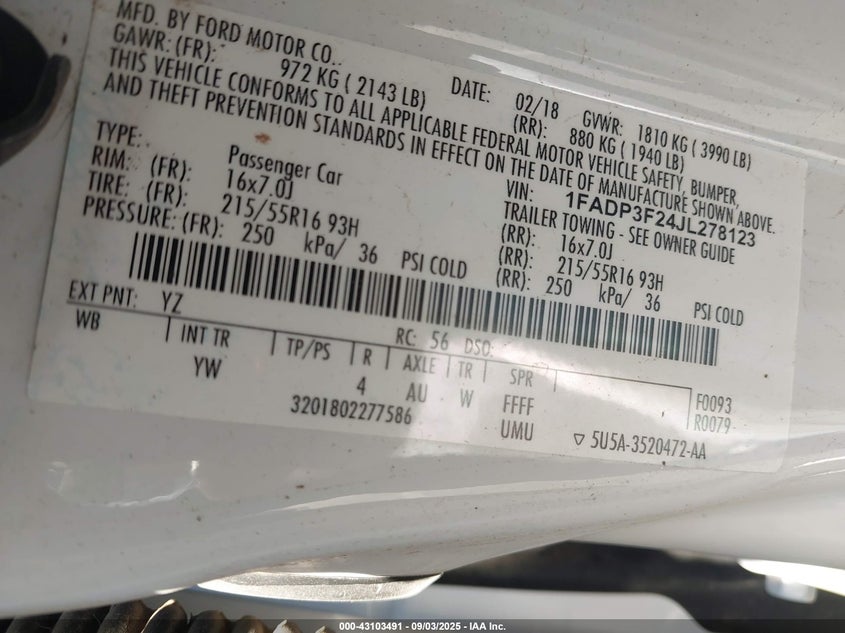 MFD. BY FORD MOTOR CO.
DATE: 02/18 GVWR: 1810 KG ( 3990 LB)
GAWR: (FR): 972 KG ( 2143 LB) (RR): 880 KG ( 1940 LB)
THIS VEHICLE CONFORMS TO ALL APPLICABLE FEDERAL MOTOR VEHICLE SAFETY, BUMPER,
AND THEFT PREVENTION STANDARDS IN EFFECT ON THE DATE OF MANUFACTURE SHOWN ABOVE.
VIN: 1FADP3F24JL278123
TYPE: Passenger Car TRAILER TOWING - SEE OWNER GUIDE
RIM: (FR): 16x7.0J (RR): 16x7.0J
TIRE: (FR): 215/55R16 93H (RR): 215/55R16 93H
PRESSURE: (FR): 250 kPa/ 36 PSI COLD (RR): 250 kPa/ 36 PSI COLD
EXT PNT: YZ RC: 56 DSO:
WB INT TR TP/PS R AXLE TR SPR F0093
YW 4 AU W FFFF R0079
3201802277586 UMU ▽ 5U5A-3520472-AA
000-43103491 - 09/03/2025 - IAA Inc.